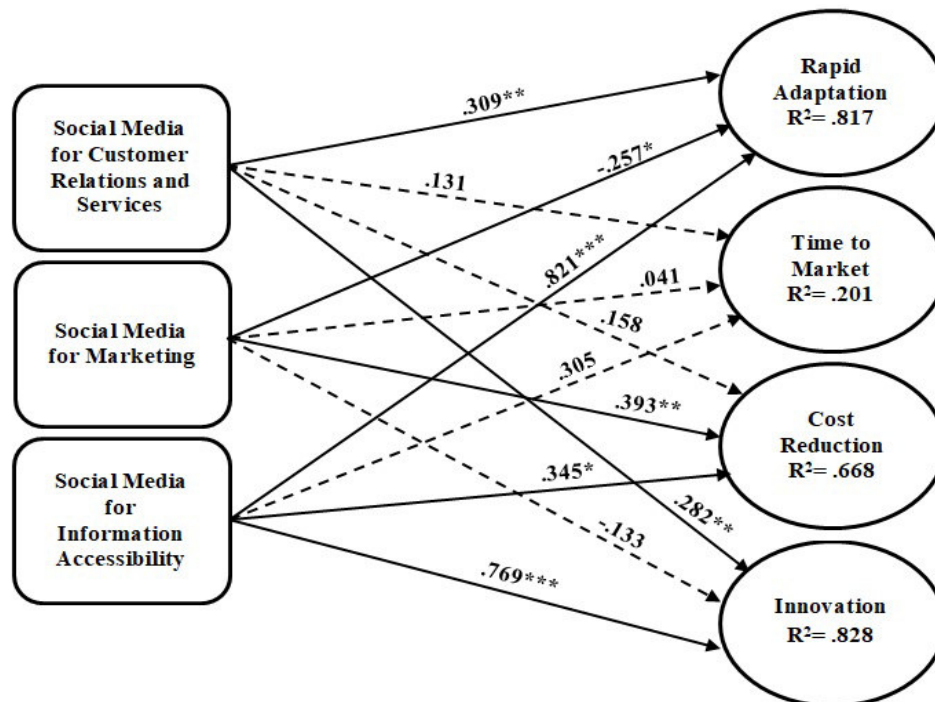 Social Media
for Customer
Relations and
Services
Social Media
for Marketing
Social Media
for
Information
Accessibility
.309**
-.257*
.131
.821***
.041
.158
.305
.393**
.345*
.282**
-.133
.769***
Rapid
Adaptation
R²= .817
Time to
Market
R²= .201
Cost
Reduction
R²= .668
Innovation
R²= .828